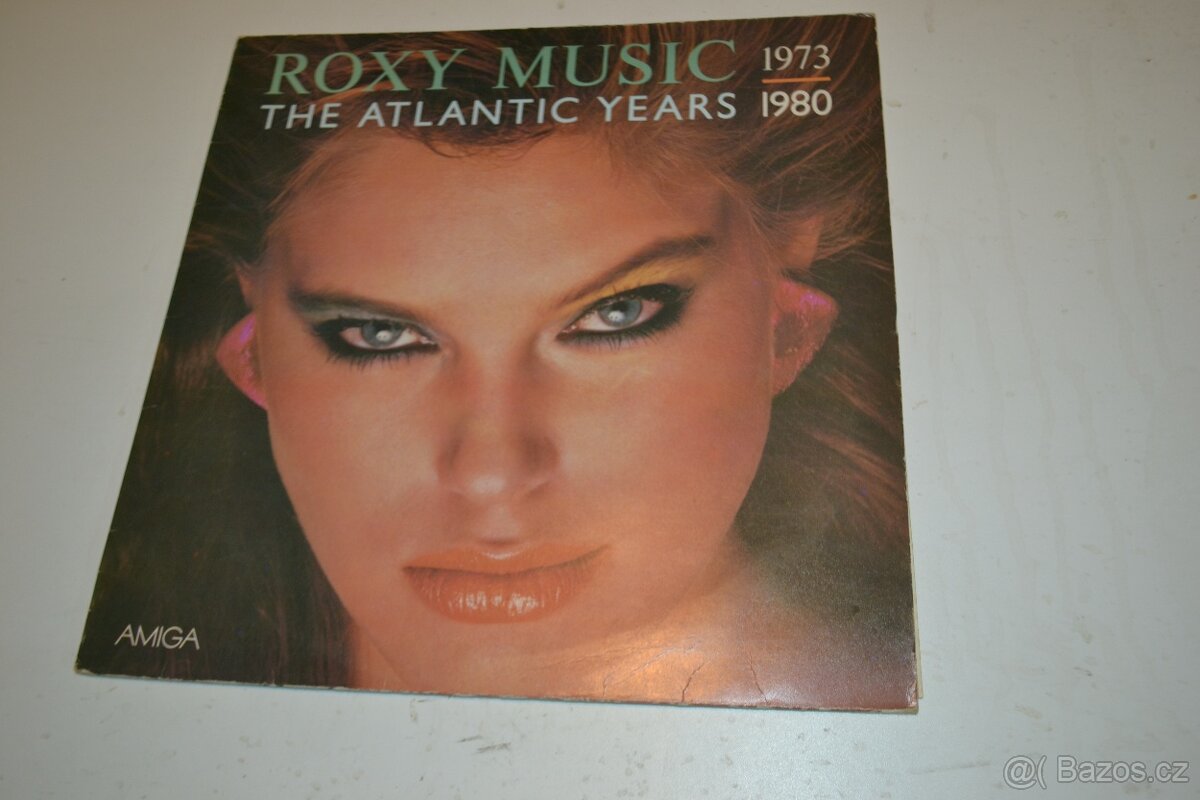 ROXY MUSIC 1973
THE ATLANTIC YEARS 1980
AMIGA
@( Bazos.cz